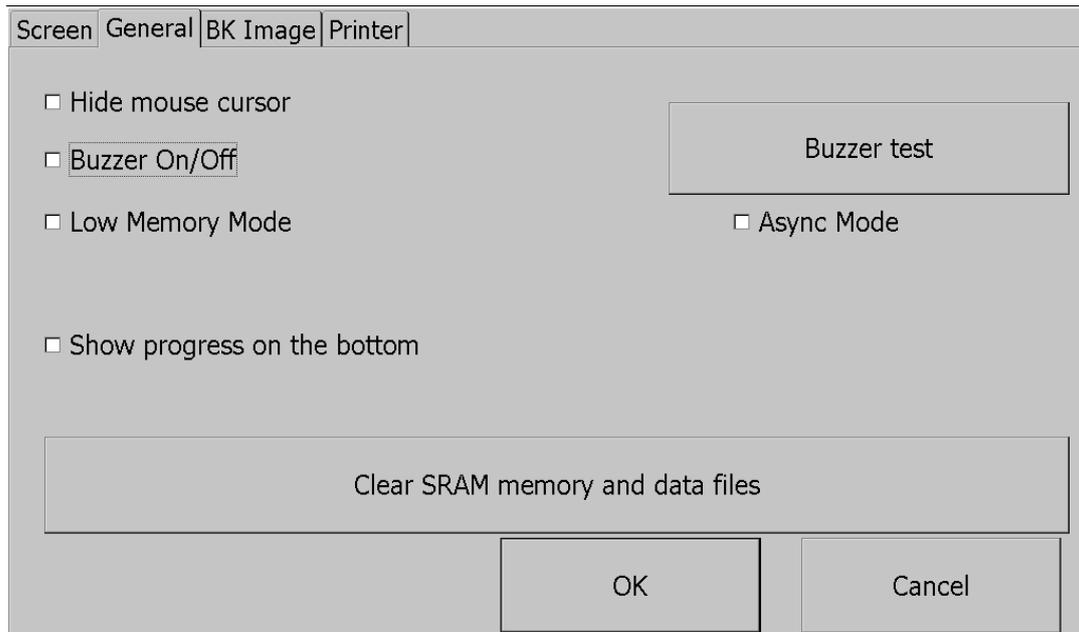 Screen General BK Image Printer
Hide mouse cursor
Buzzer On/Off
Buzzer test
Low Memory Mode
Async Mode
Show progress on the bottom
Clear SRAM memory and data files
OK
Cancel